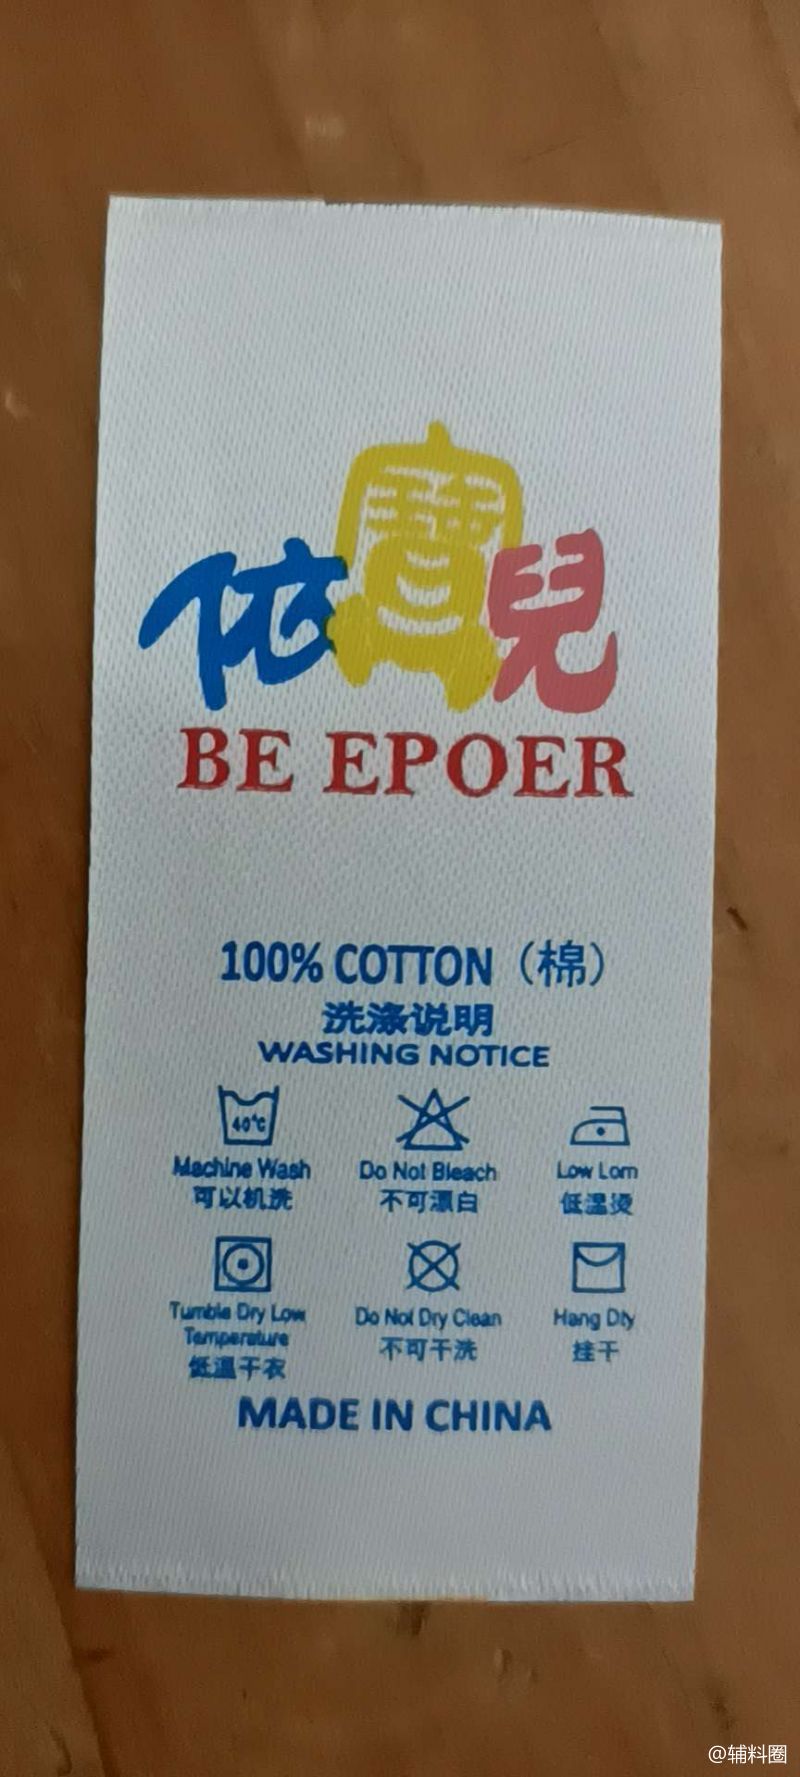 依寶兒
BE EPOER
100% COTTON（棉）
洗涤说明
WASHING NOTICE
40℃
Machine Wash
可以机洗
Do Not Bleach
不可漂白
Low Lom
低温烫
Tumble Dry Low
Temperature
低温干衣
Do Not Dry Clean
不可干洗
Hang Dty
挂干
MADE IN CHINA
@辅料圈